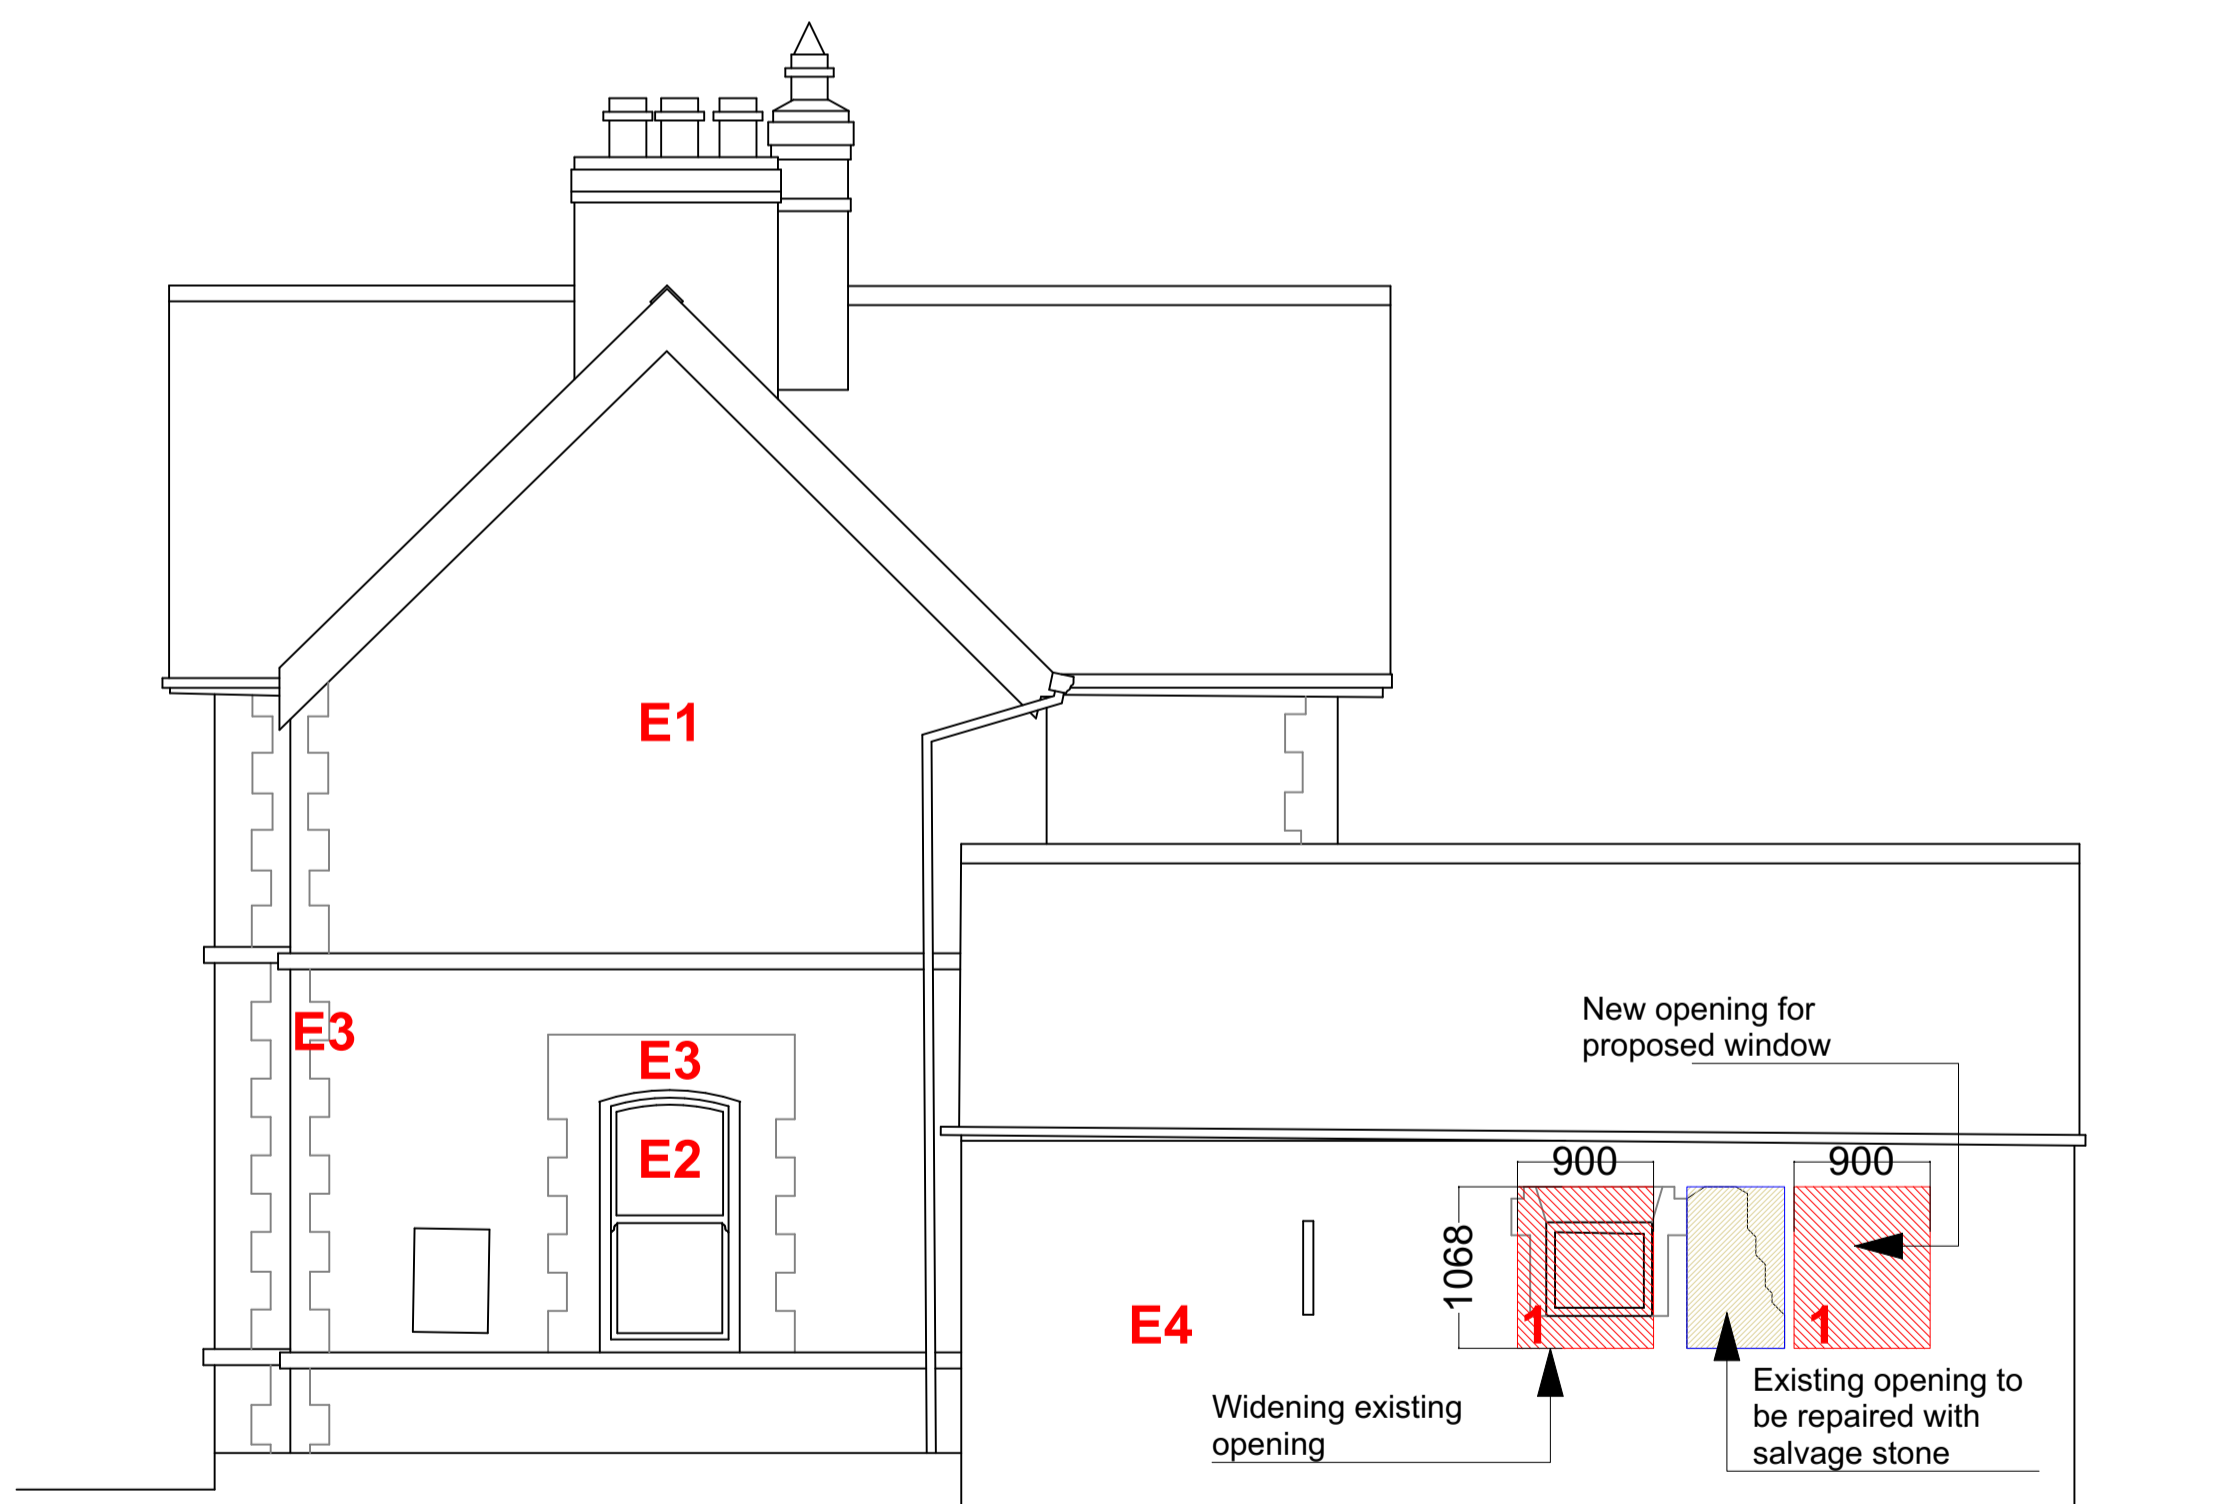 E1
New opening for
proposed window
E3
E3
E2
900
900
1068
E4
1
1
Widening existing
opening
Existing opening to
be repaired with
salvage stone